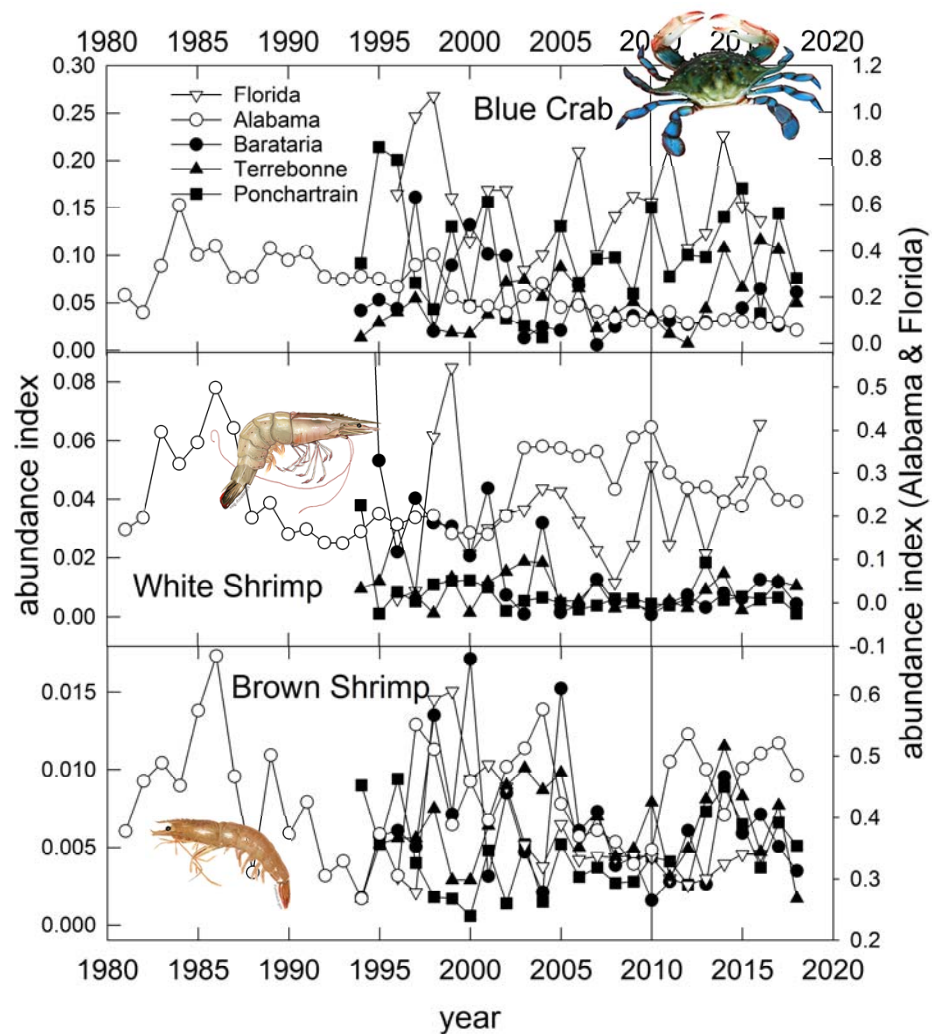 1980 1985 1990 1995 2000 2005 2020
0.30
0.25
0.20
0.15
0.10
0.05
0.00
Florida
Alabama
Barataria
Terrebonne
Ponchartrain
Blue Crab
1.2
1.0
0.8
0.6
0.4
0.2
0.0
abundance index
abundance index (Alabama & Florida)
0.08
0.06
0.04
0.02
0.00
White Shrimp
0.5
0.4
0.3
0.2
0.1
0.0
-0.1
0.015
0.010
0.005
0.000
Brown Shrimp
0.6
0.5
0.4
0.3
0.2
1980 1985 1990 1995 2000 2005 2010 2015 2020
year